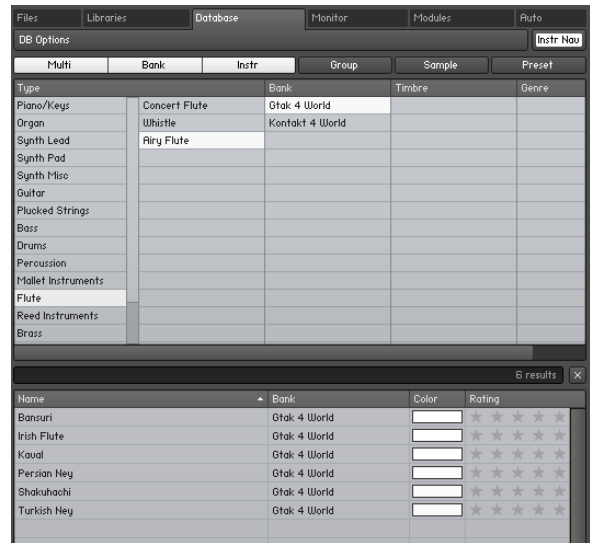 Files Libraries Database Monitor Modules Auto
DB Options Instr Nav
Multi Bank Instr Group Sample Preset
Type Bank Timbre Genre
Piano/Keys Concert Flute Gtak 4 World
Organ Whistle Kontakt 4 World
Synth Lead Airy Flute
Synth Pad
Synth Misc
Guitar
Plucked Strings
Bass
Drums
Percussion
Mallet Instruments
Flute
Reed Instruments
Brass
6 results ×
Name Bank Color Rating
Bansuri Gtak 4 World
Irish Flute Gtak 4 World
Kaval Gtak 4 World
Persian Ney Gtak 4 World
Shakuhachi Gtak 4 World
Turkish Ney Gtak 4 World